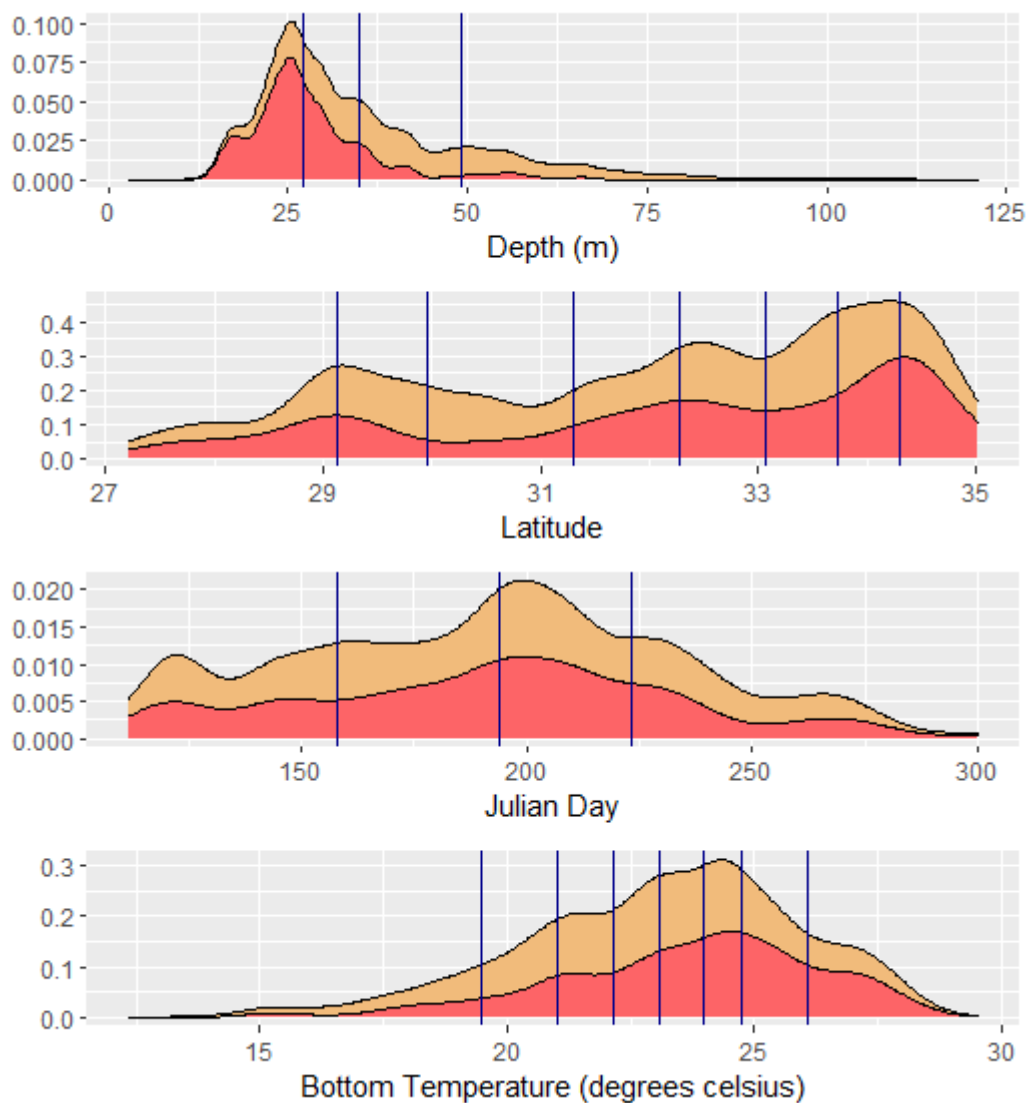 0.100
0.075
0.050
0.025
0.000
0 25 50 75 100 125
Depth (m)
0.4
0.3
0.2
0.1
0.0
27 29 31 33 35
Latitude
0.020
0.015
0.010
0.005
0.000
150 200 250 300
Julian Day
0.3
0.2
0.1
0.0
15 20 25 30
Bottom Temperature (degrees celsius)